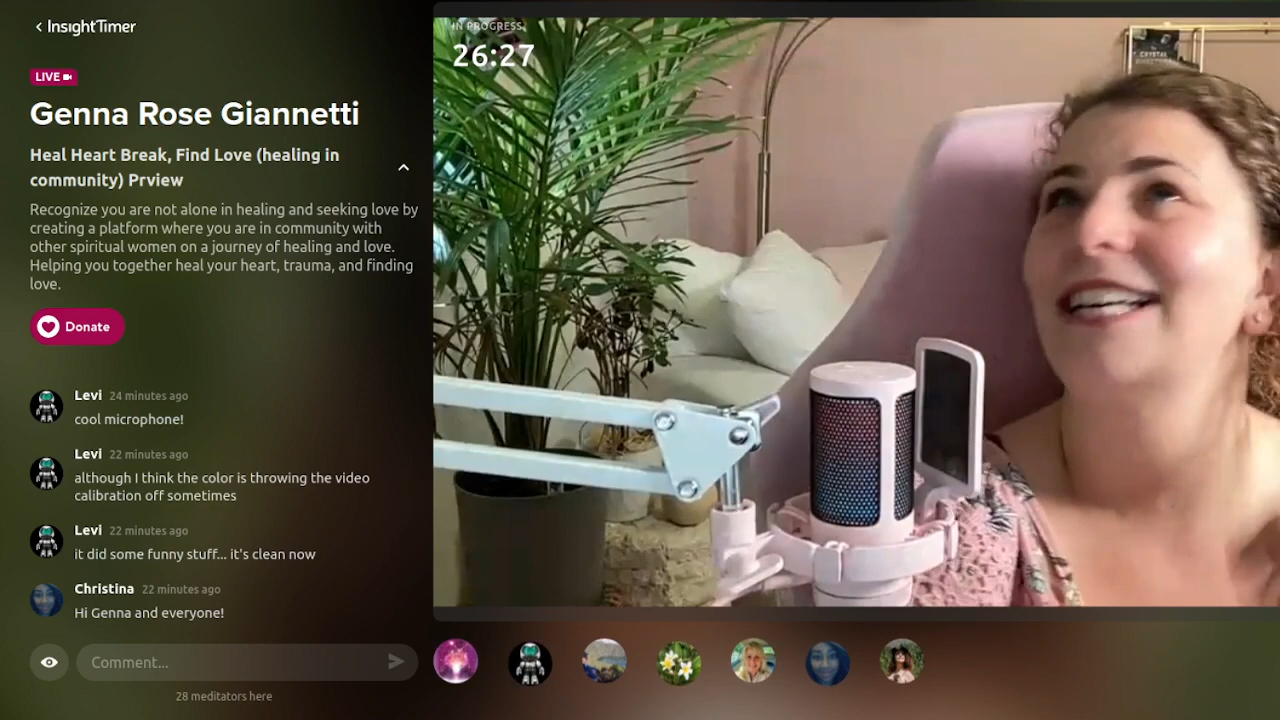 InsightTimer
LIVE
Genna Rose Giannetti
Heal Heart Break, Find Love (healing in
community) Prview
Recognize you are not alone in healing and seeking love by
creating a platform where you are in community with
other spiritual women on a journey of healing and love.
Helping you together heal your heart, trauma, and finding
love.
Donate
Levi 24 minutes ago
cool microphone!
Levi 22 minutes ago
although I think the color is throwing the video
calibration off sometimes
Levi 22 minutes ago
it did some funny stuff... it's clean now
Christina 22 minutes ago
Hi Genna and everyone!
Comment...
28 meditators here
IN PROGRESS
26:27
CRYSTAL